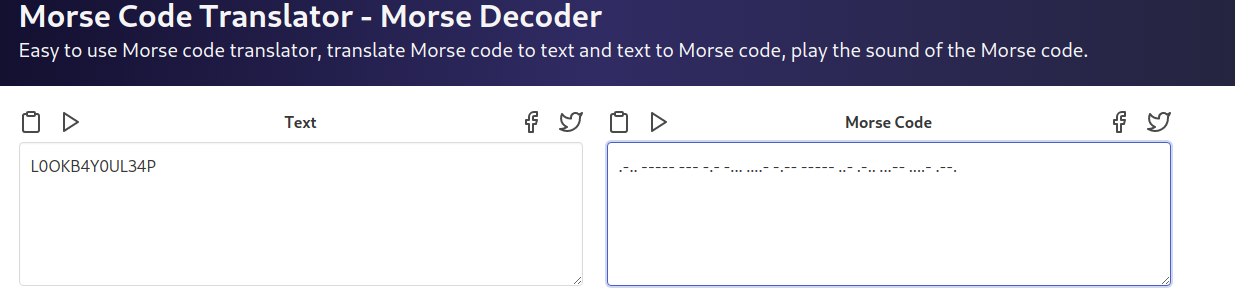 Morse Code Translator - Morse Decoder
Easy to use Morse code translator, translate Morse code to text and text to Morse code, play the sound of the Morse code.
Text
Morse Code
L0OKB4Y0UL34P
.-.. ----- --- -.- -... ....- -.-- ----- ..- .-.. ...-- ....- .--.